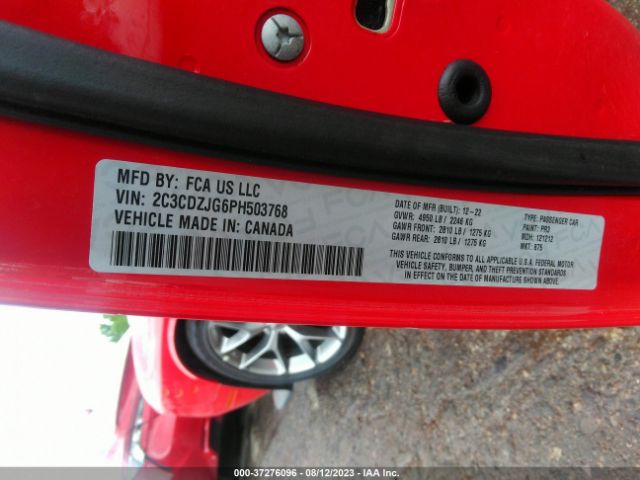 MFD BY: FCA US LLC
VIN: 2C3CDZJG6PH503768
VEHICLE MADE IN: CANADA
DATE OF MFR (BUILT): 12-22
GVWR: 4950 LB / 2246 KG
GAWR FRONT: 2810 LB / 1275 KG
GAWR REAR: 2810 LB / 1275 KG
TYPE: PASSENGER CAR
PAINT: PR3
MDH: 121212
MKT: 875
THIS VEHICLE CONFORMS TO ALL APPLICABLE U.S.A. FEDERAL MOTOR
VEHICLE SAFETY, BUMPER, AND THEFT PREVENTION STANDARDS
IN EFFECT ON THE DATE OF MANUFACTURE SHOWN ABOVE.
000-37276096 - 08/12/2023 - IAA Inc.